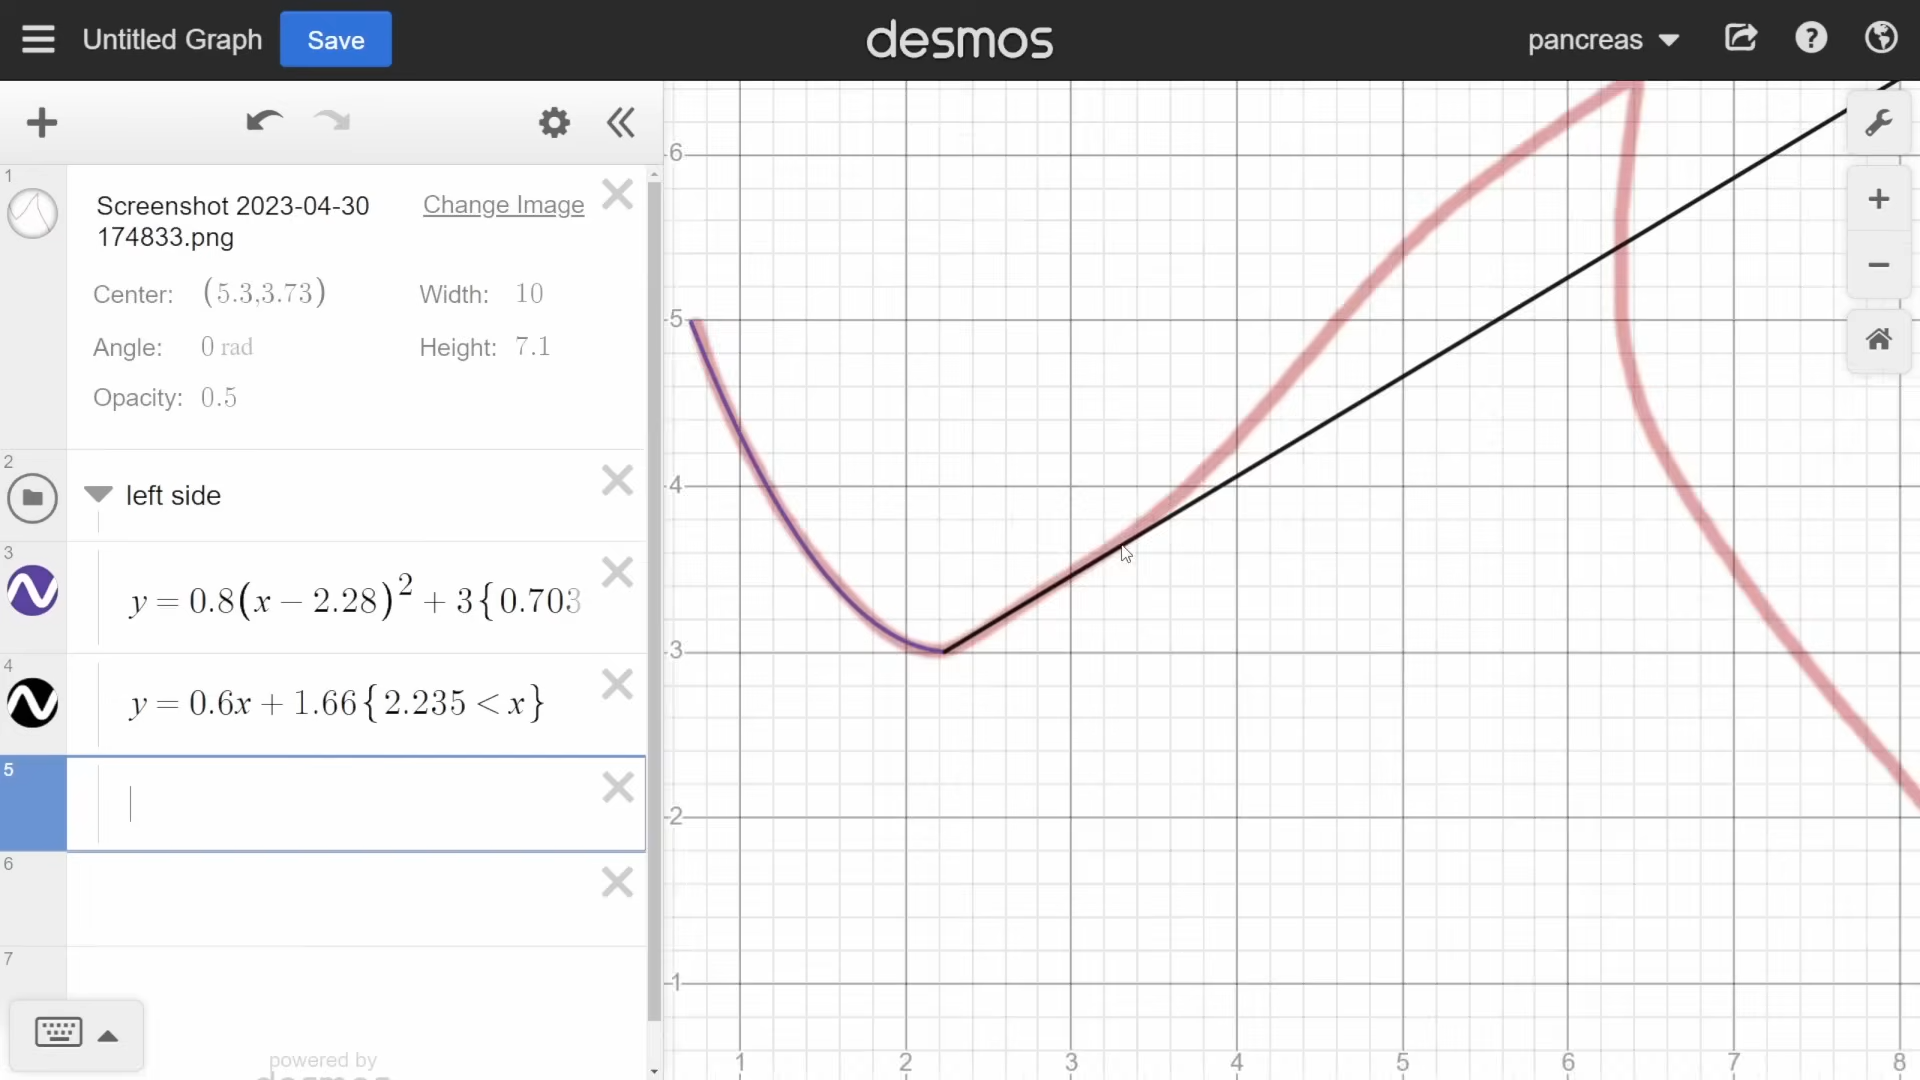 Untitled Graph
Save
desmos
pancreas
1
Screenshot 2023-04-30
174833.png
Change Image
Center: (5.3,3.73)
Width: 10
Angle: 0 rad
Height: 7.1
Opacity: 0.5
2
left side
3
y = 0.8(x − 2.28)² + 3{0.703
4
y = 0.6x + 1.66{2.235 < x}
5
6
7
powered by
desmos
6
5
4
3
2
1
1 2 3 4 5 6 7 8